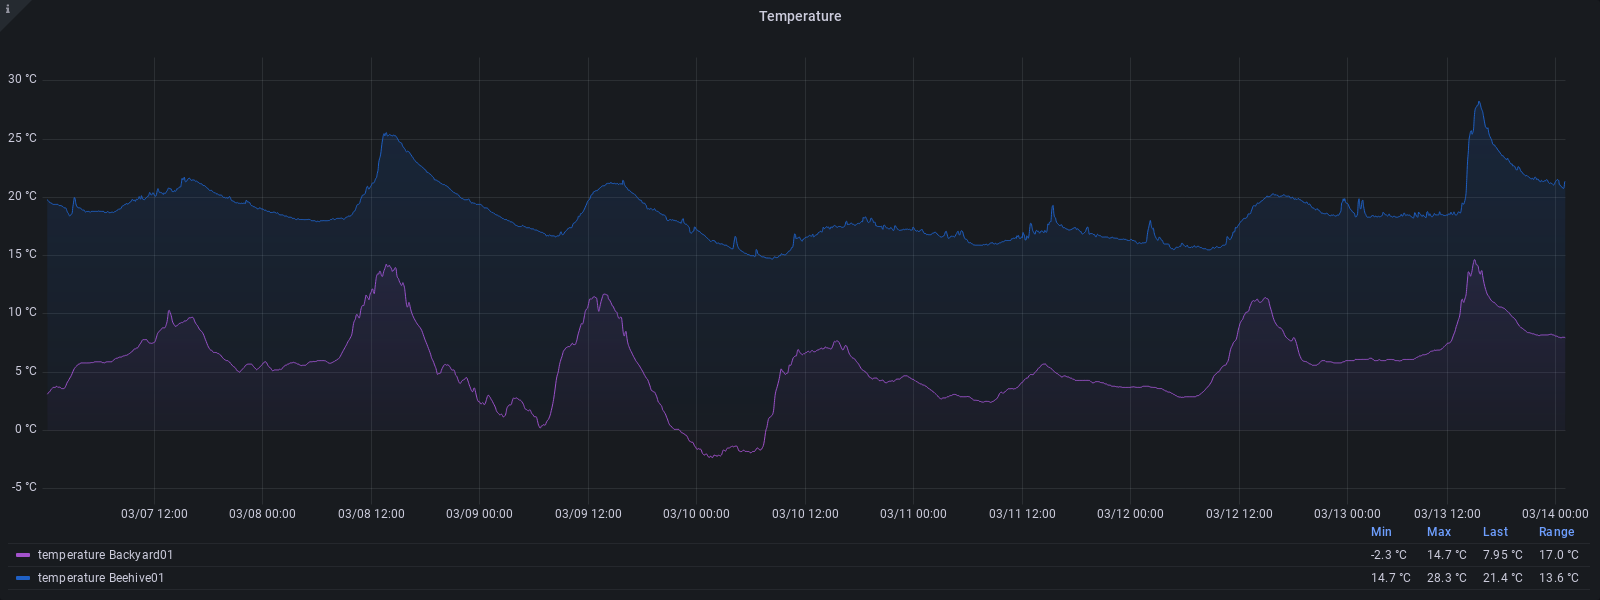 i
Temperature
30 °C
25 °C
20 °C
15 °C
10 °C
5 °C
0 °C
-5 °C
03/07 12:00 03/08 00:00 03/08 12:00 03/09 00:00 03/09 12:00 03/10 00:00 03/10 12:00 03/11 00:00 03/11 12:00 03/12 00:00 03/12 12:00 03/13 00:00 03/13 12:00 03/14 00:00
Min Max Last Range
temperature Backyard01 -2.3 °C 14.7 °C 7.95 °C 17.0 °C
temperature Beehive01 14.7 °C 28.3 °C 21.4 °C 13.6 °C